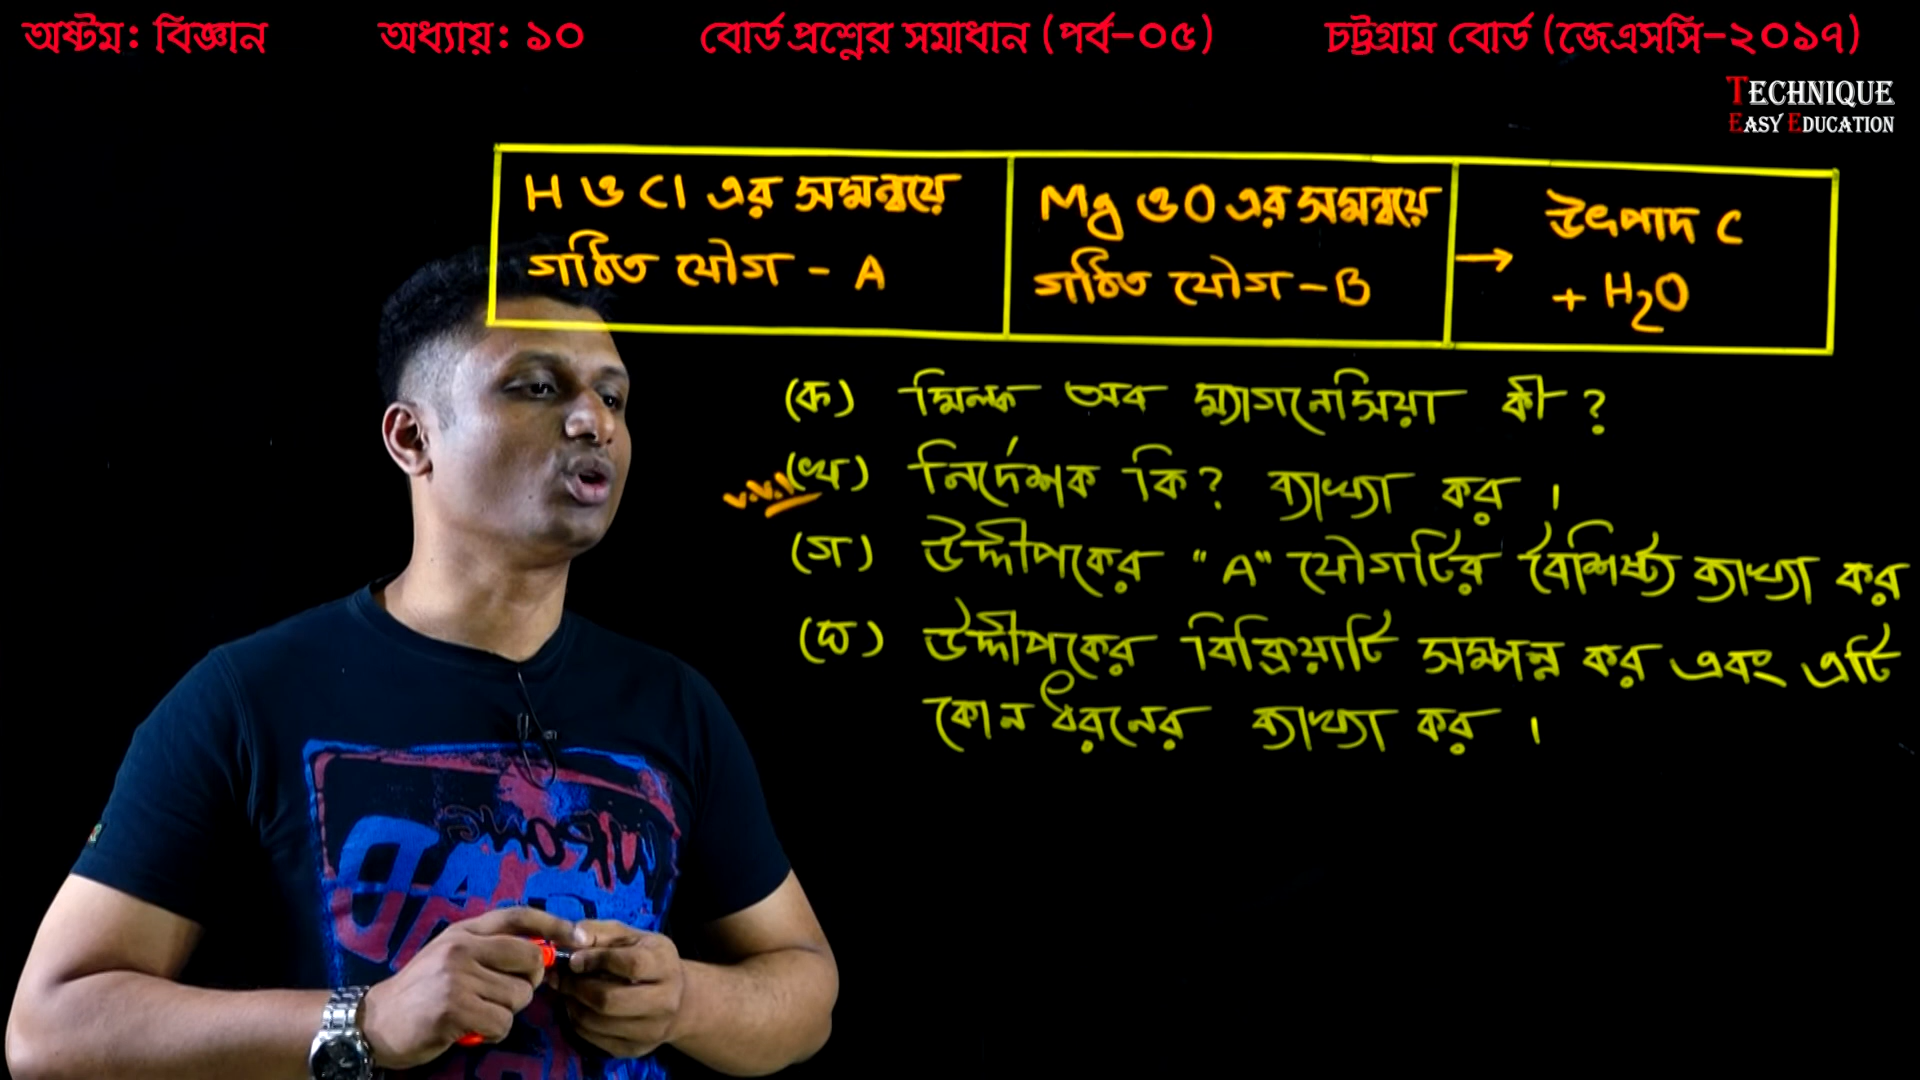 অষ্টম: বিজ্ঞান অধ্যায়: ১০ বোর্ড প্রশ্নের সমাধান (পর্ব-০৫) চট্টগ্রাম বোর্ড (জেএসসি-২০১৭)
TECHNIQUE
EASY EDUCATION
H ও Cl এর সমন্বয়ে
গঠিত যৌগ - A
Mg ও O এর সমন্বয়ে
গঠিত যৌগ - B
→ উৎপাদ C
+ H₂O
(ক) মিল্ক অব ম্যাগনেসিয়া কী ?
v.v.I (খ) নির্দেশক কি? ব্যাখ্যা কর ।
(গ) উদ্দীপকের "A" যৌগটির বৈশিষ্ট্য ব্যাখ্যা কর
(ঘ) উদ্দীপকের বিক্রিয়াটি সম্পন্ন কর এবং এটি
কোন ধরনের ব্যাখ্যা কর ।